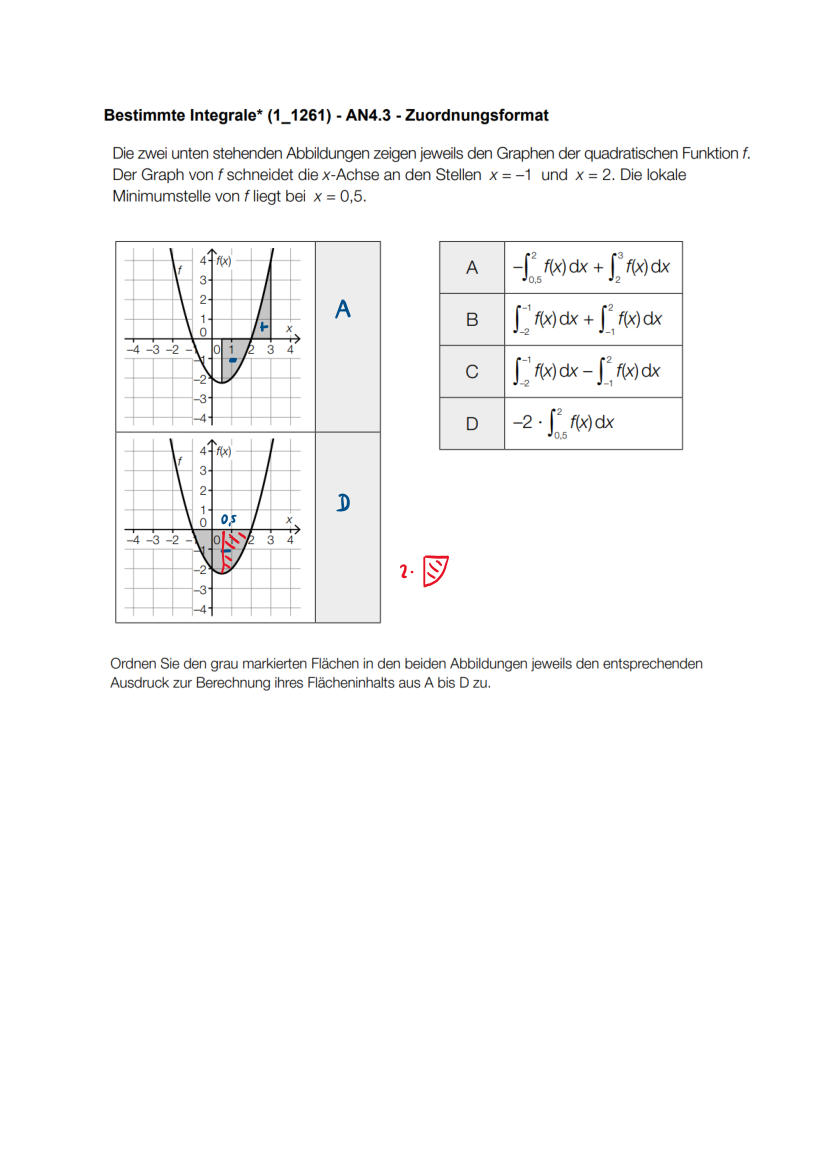 Bestimmte Integrale* (1_1261) - AN4.3 - Zuordnungsformat
Die zwei unten stehenden Abbildungen zeigen jeweils den Graphen der quadratischen Funktion f.
Der Graph von f schneidet die x-Achse an den Stellen x = –1 und x = 2. Die lokale
Minimumstelle von f liegt bei x = 0,5.
4 f(x)
f
3
2
1
0
+
x
–4 –3 –2 –1 0 1 2 3 4
–1
–
–2
–3
–4
A
4 f(x)
f
3
2
1
0
0,5
x
–4 –3 –2 –1 0 1 2 3 4
–1
–
–2
–3
–4
D
2·
A –∫_{0,5}^{2} f(x) dx + ∫_{2}^{3} f(x) dx
B ∫_{–2}^{–1} f(x) dx + ∫_{–1}^{2} f(x) dx
C ∫_{–2}^{–1} f(x) dx – ∫_{–1}^{2} f(x) dx
D –2 · ∫_{0,5}^{2} f(x) dx
Ordnen Sie den grau markierten Flächen in den beiden Abbildungen jeweils den entsprechenden
Ausdruck zur Berechnung ihres Flächeninhalts aus A bis D zu.